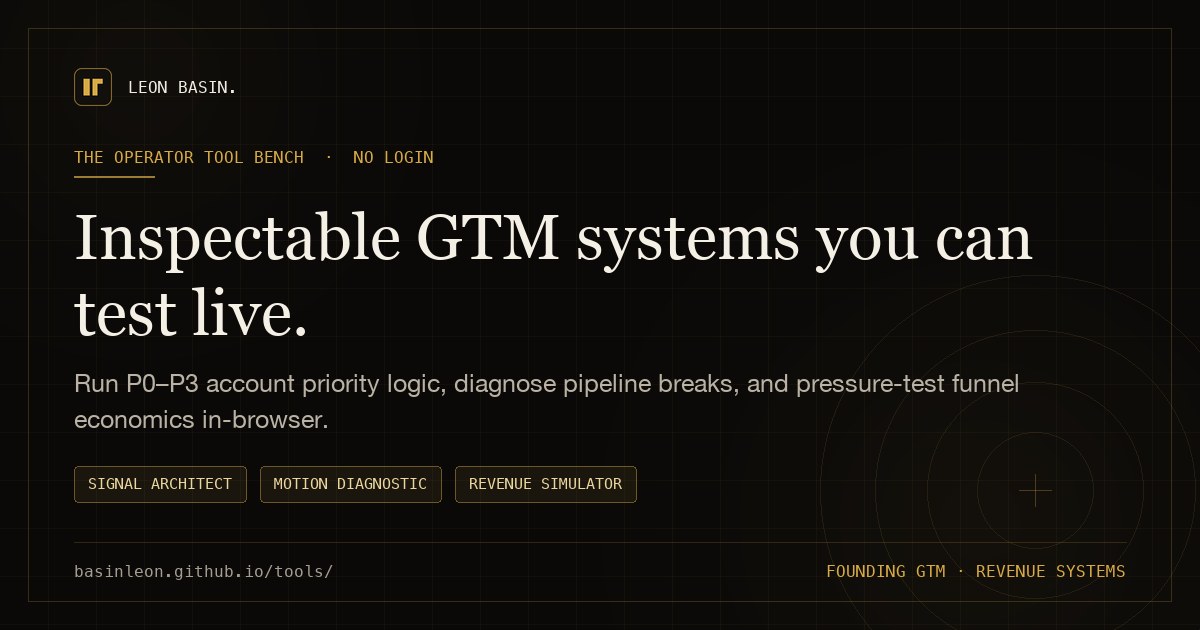 LEON BASIN.
THE OPERATOR TOOL BENCH · NO LOGIN
Inspectable GTM systems you can
test live.
Run P0–P3 account priority logic, diagnose pipeline breaks, and pressure-test funnel
economics in-browser.
SIGNAL ARCHITECT
MOTION DIAGNOSTIC
REVENUE SIMULATOR
basinleon.github.io/tools/
FOUNDING GTM · REVENUE SYSTEMS